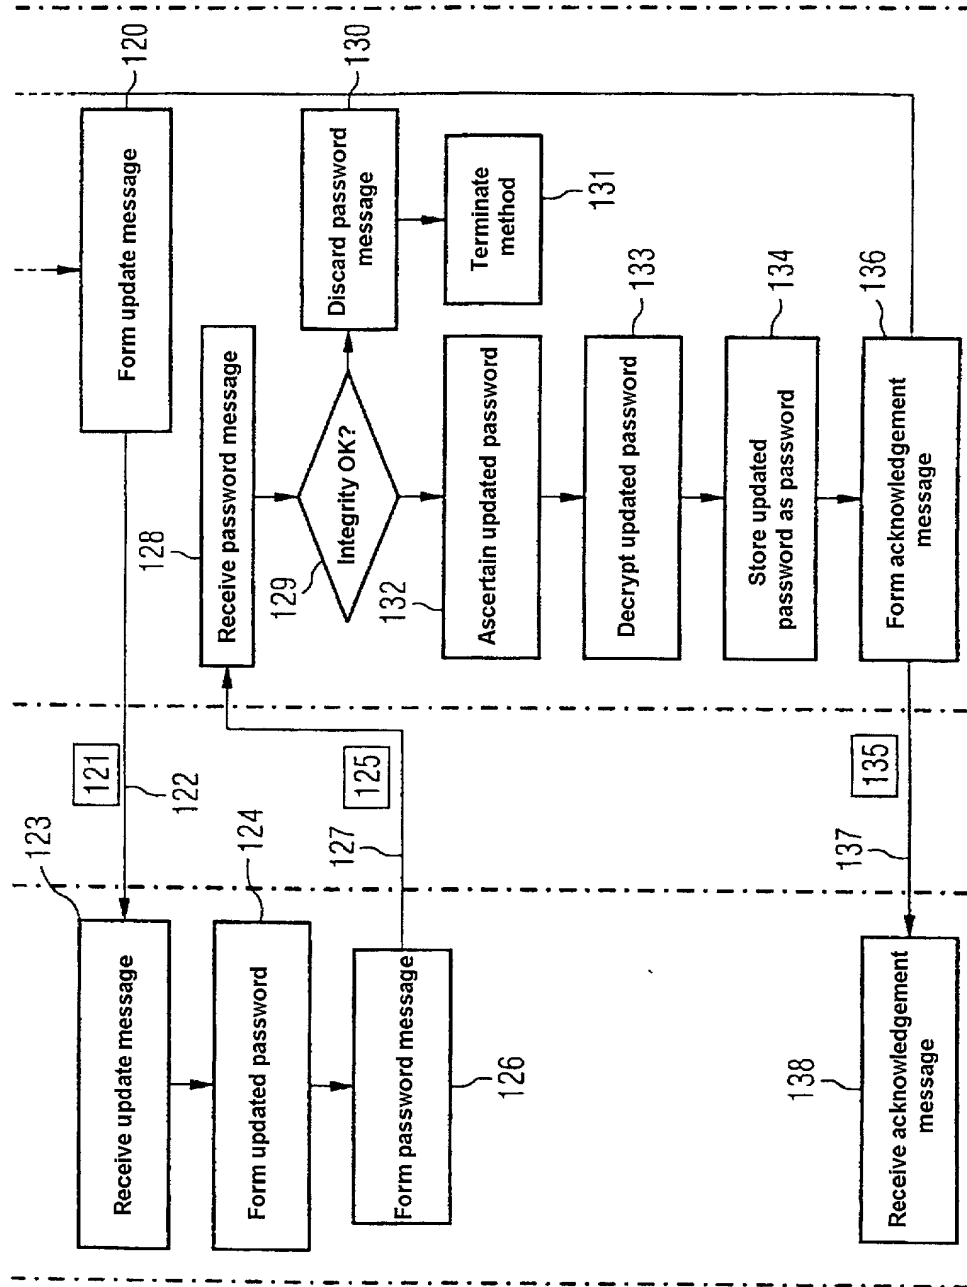 120
Form update message
121
122
123
Receive update message
124
Form updated password
Form password message
126
125
127
128
Receive password message
129
Integrity OK?
130
Discard password
message
Terminate
method
131
132
Ascertain updated password
133
Decrypt updated password
134
Store updated
password as password
136
Form acknowledgement
message
135
137
138
Receive acknowledgement
message